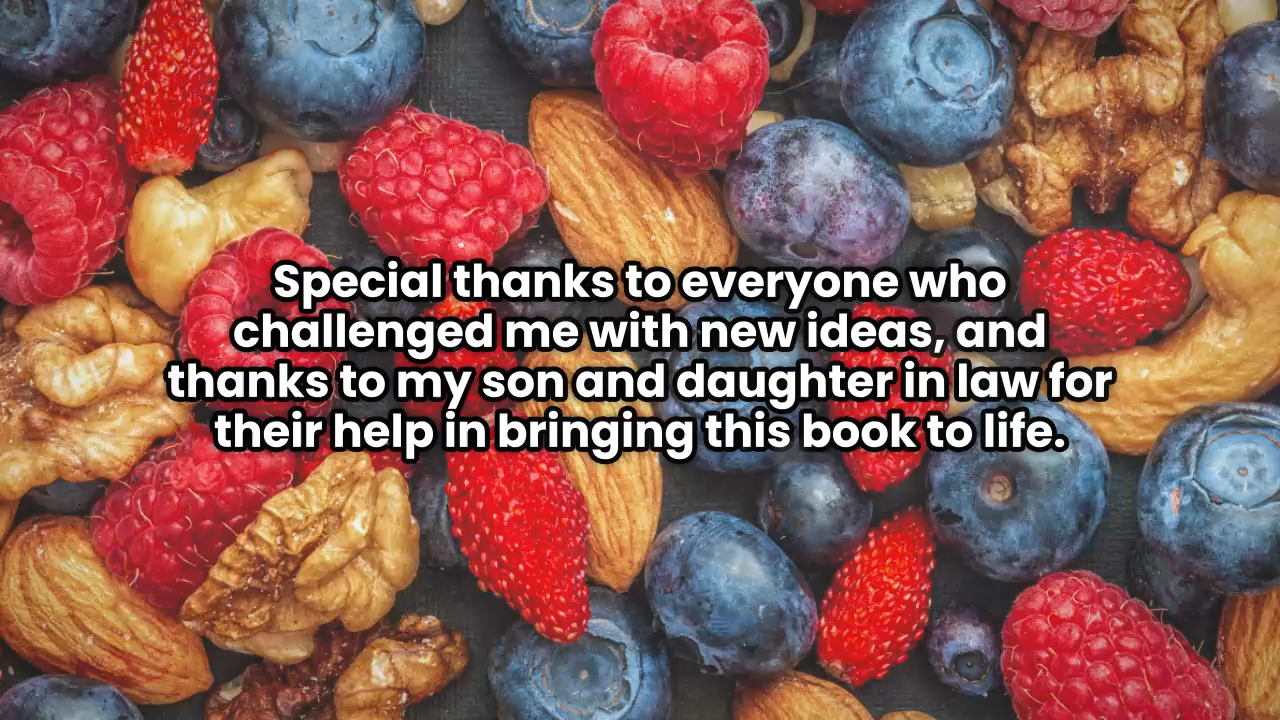 Special thanks to everyone who
challenged me with new ideas, and
thanks to my son and daughter in law for
their help in bringing this book to life.